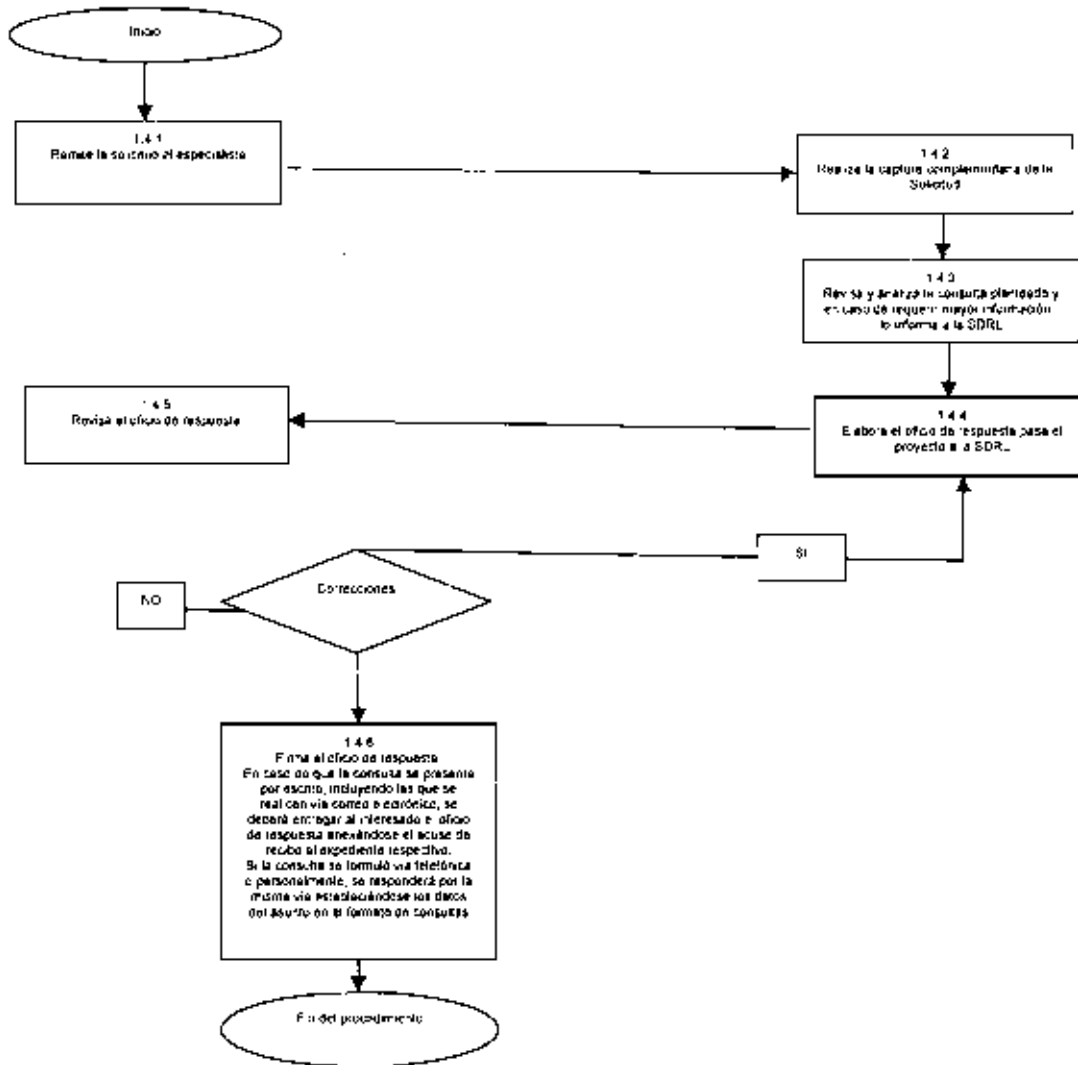 Inicio
1.4.1
Remite la solicitud al especialista
1.4.2
Realiza la captura complementaria de la
Solicitud
1.4.3
Revisa y analiza la consulta planteada y
en caso de requerir mayor información
lo informa a la SDRL
1.4.4
Elabora el oficio de respuesta pasa el
proyecto a la SDRL
1.4.5
Revisa el oficio de respuesta
SI
Correcciones
NO
1.4.6
Firma el oficio de respuesta
En caso de que la consulta se presente
por escrito, incluyendo las que se
realicen vía correo electrónico, se
deberá entregar al interesado el oficio
de respuesta anexándose el acuse de
recibo al expediente respectivo.
Si la consulta se formuló vía telefónica
o personalmente, se responderá por la
misma vía estableciéndose los datos
del asunto en el formato de consultas
Fin del procedimiento